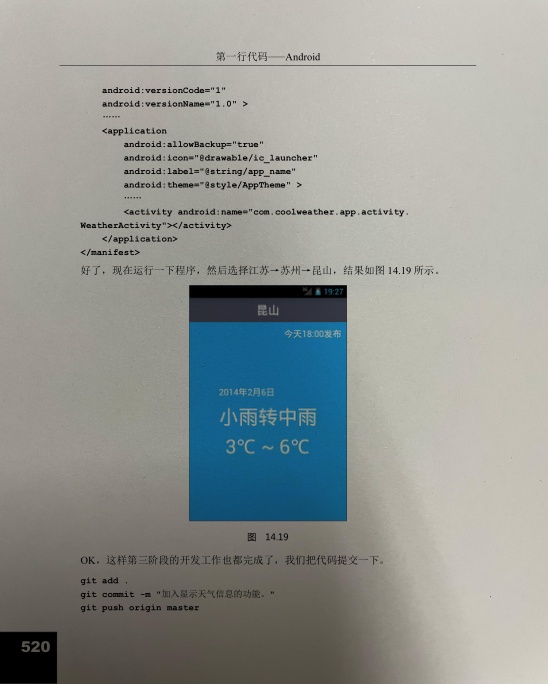 第一行代码——Android
android:versionCode="1"
android:versionName="1.0" >
……
<application
android:allowBackup="true"
android:icon="@drawable/ic_launcher"
android:label="@string/app_name"
android:theme="@style/AppTheme" >
……
<activity android:name="com.coolweather.app.activity.
WeatherActivity"></activity>
</application>
</manifest>
好了，现在运行一下程序，然后选择江苏→苏州→昆山，结果如图 14.19 所示。
19:27
昆山
今天18:00发布
2014年2月6日
小雨转中雨
3℃ ~ 6℃
图 14.19
OK，这样第三阶段的开发工作也都完成了，我们把代码提交一下。
git add .
git commit -m "加入显示天气信息的功能。"
git push origin master
520